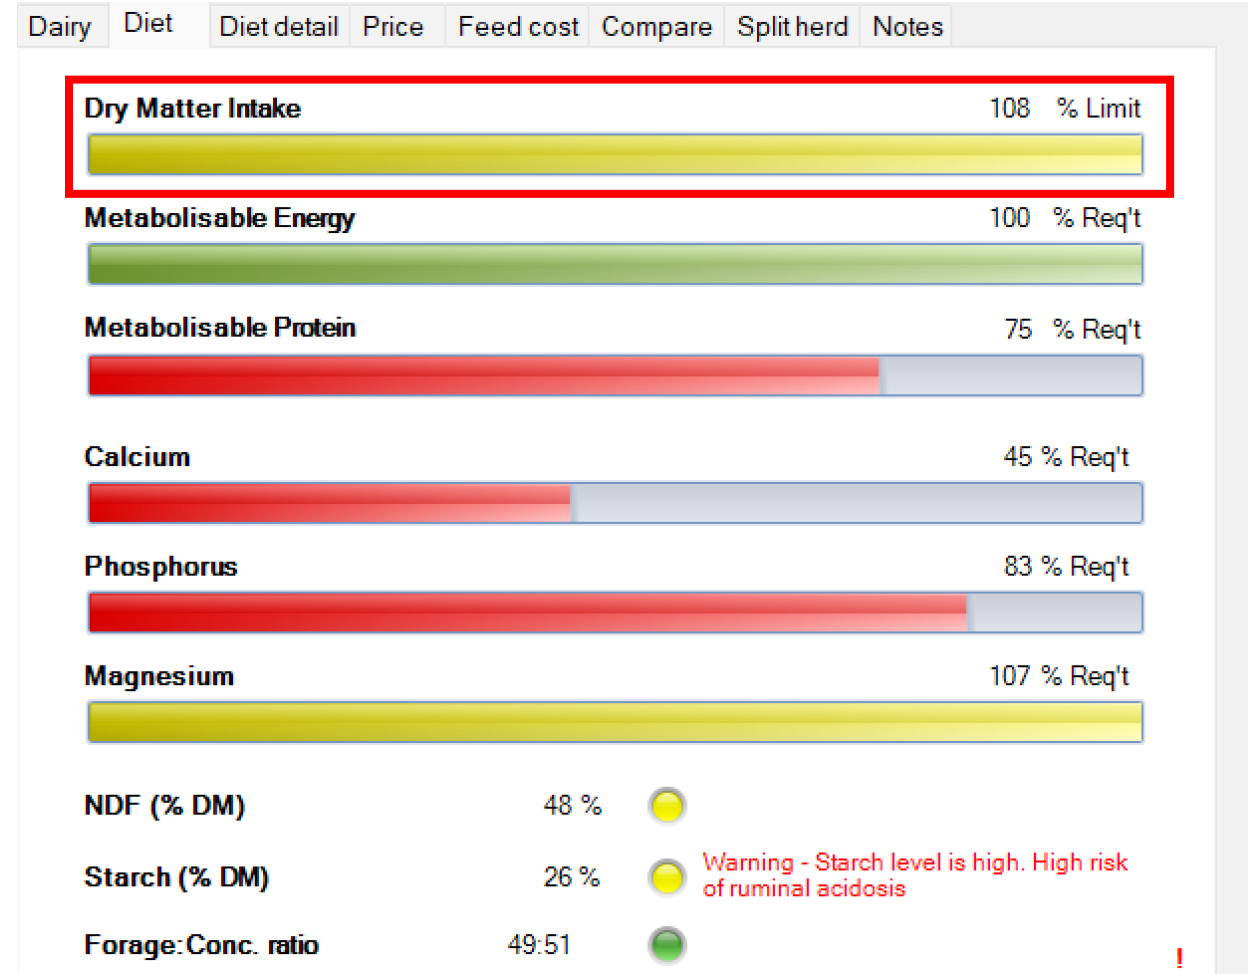 Dairy Diet Diet detail Price Feed cost Compare Split herd Notes
Dry Matter Intake 108 % Limit
Metabolisable Energy 100 % Req't
Metabolisable Protein 75 % Req't
Calcium 45 % Req't
Phosphorus 83 % Req't
Magnesium 107 % Req't
NDF (% DM) 48 %
Starch (% DM) 26 % Warning - Starch level is high. High risk
of ruminal acidosis
Forage:Conc. ratio 49:51
!